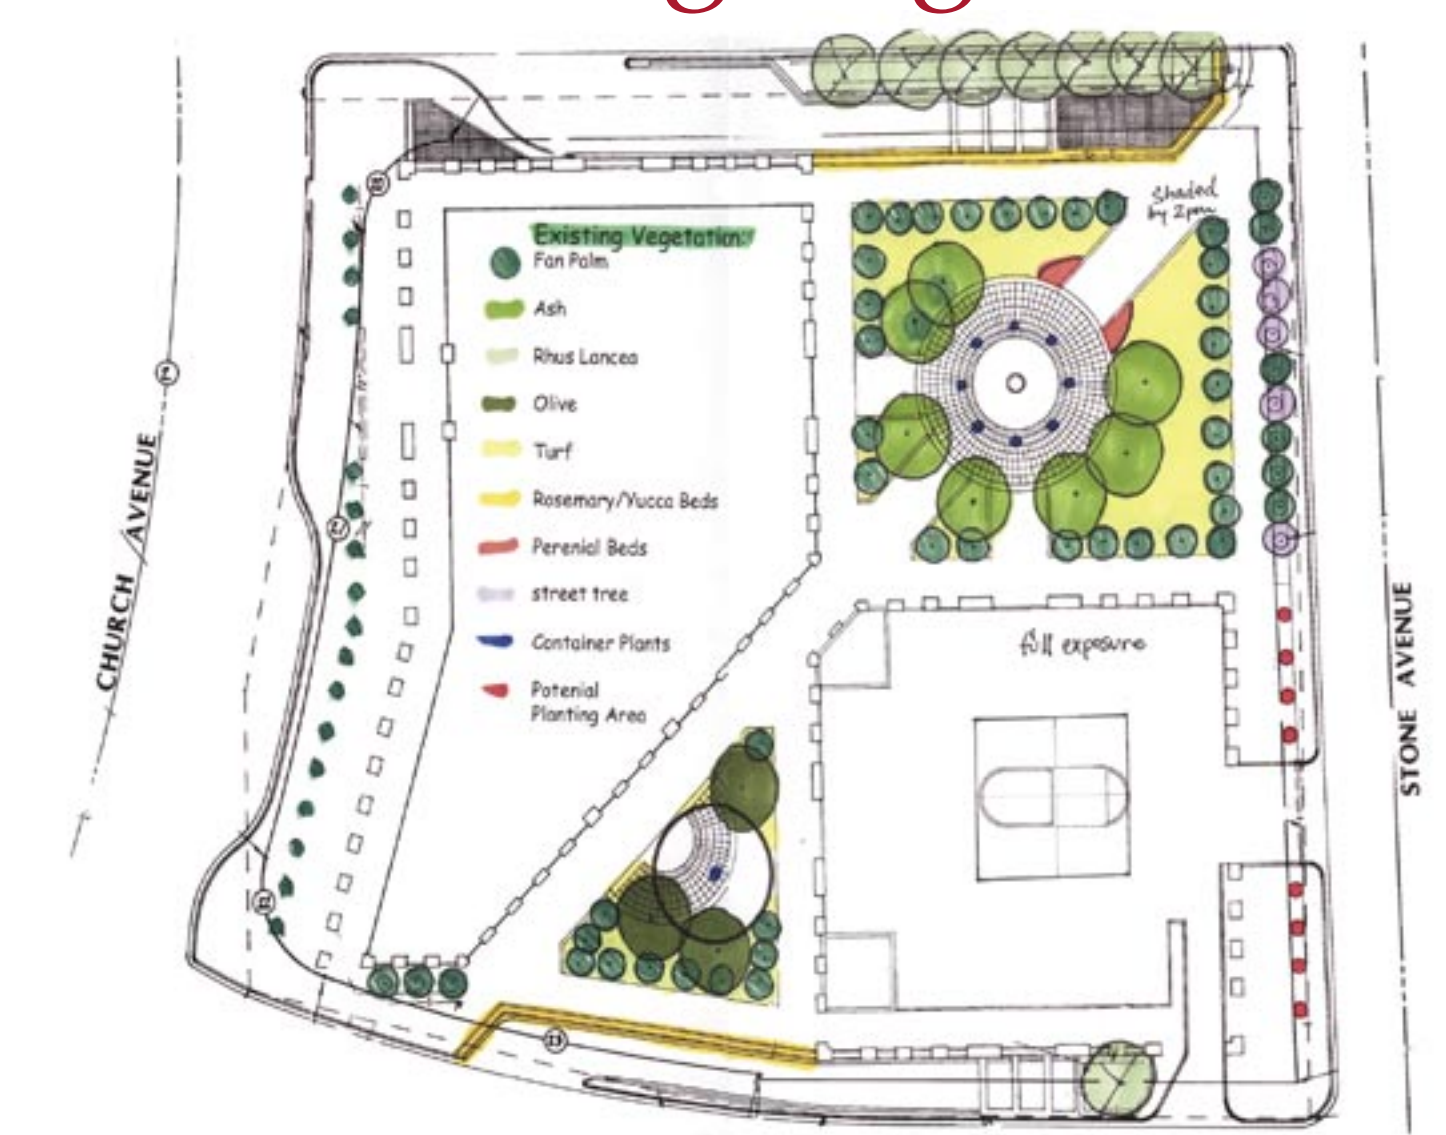 Shaded
by 2pm
Existing Vegetation:
Fan Palm
Ash
Rhus Lancea
Olive
Turf
Rosemary/Yucca Beds
Perenial Beds
street tree
Container Plants
Potenial
Planting Area
full exposure
CHURCH AVENUE
STONE AVENUE